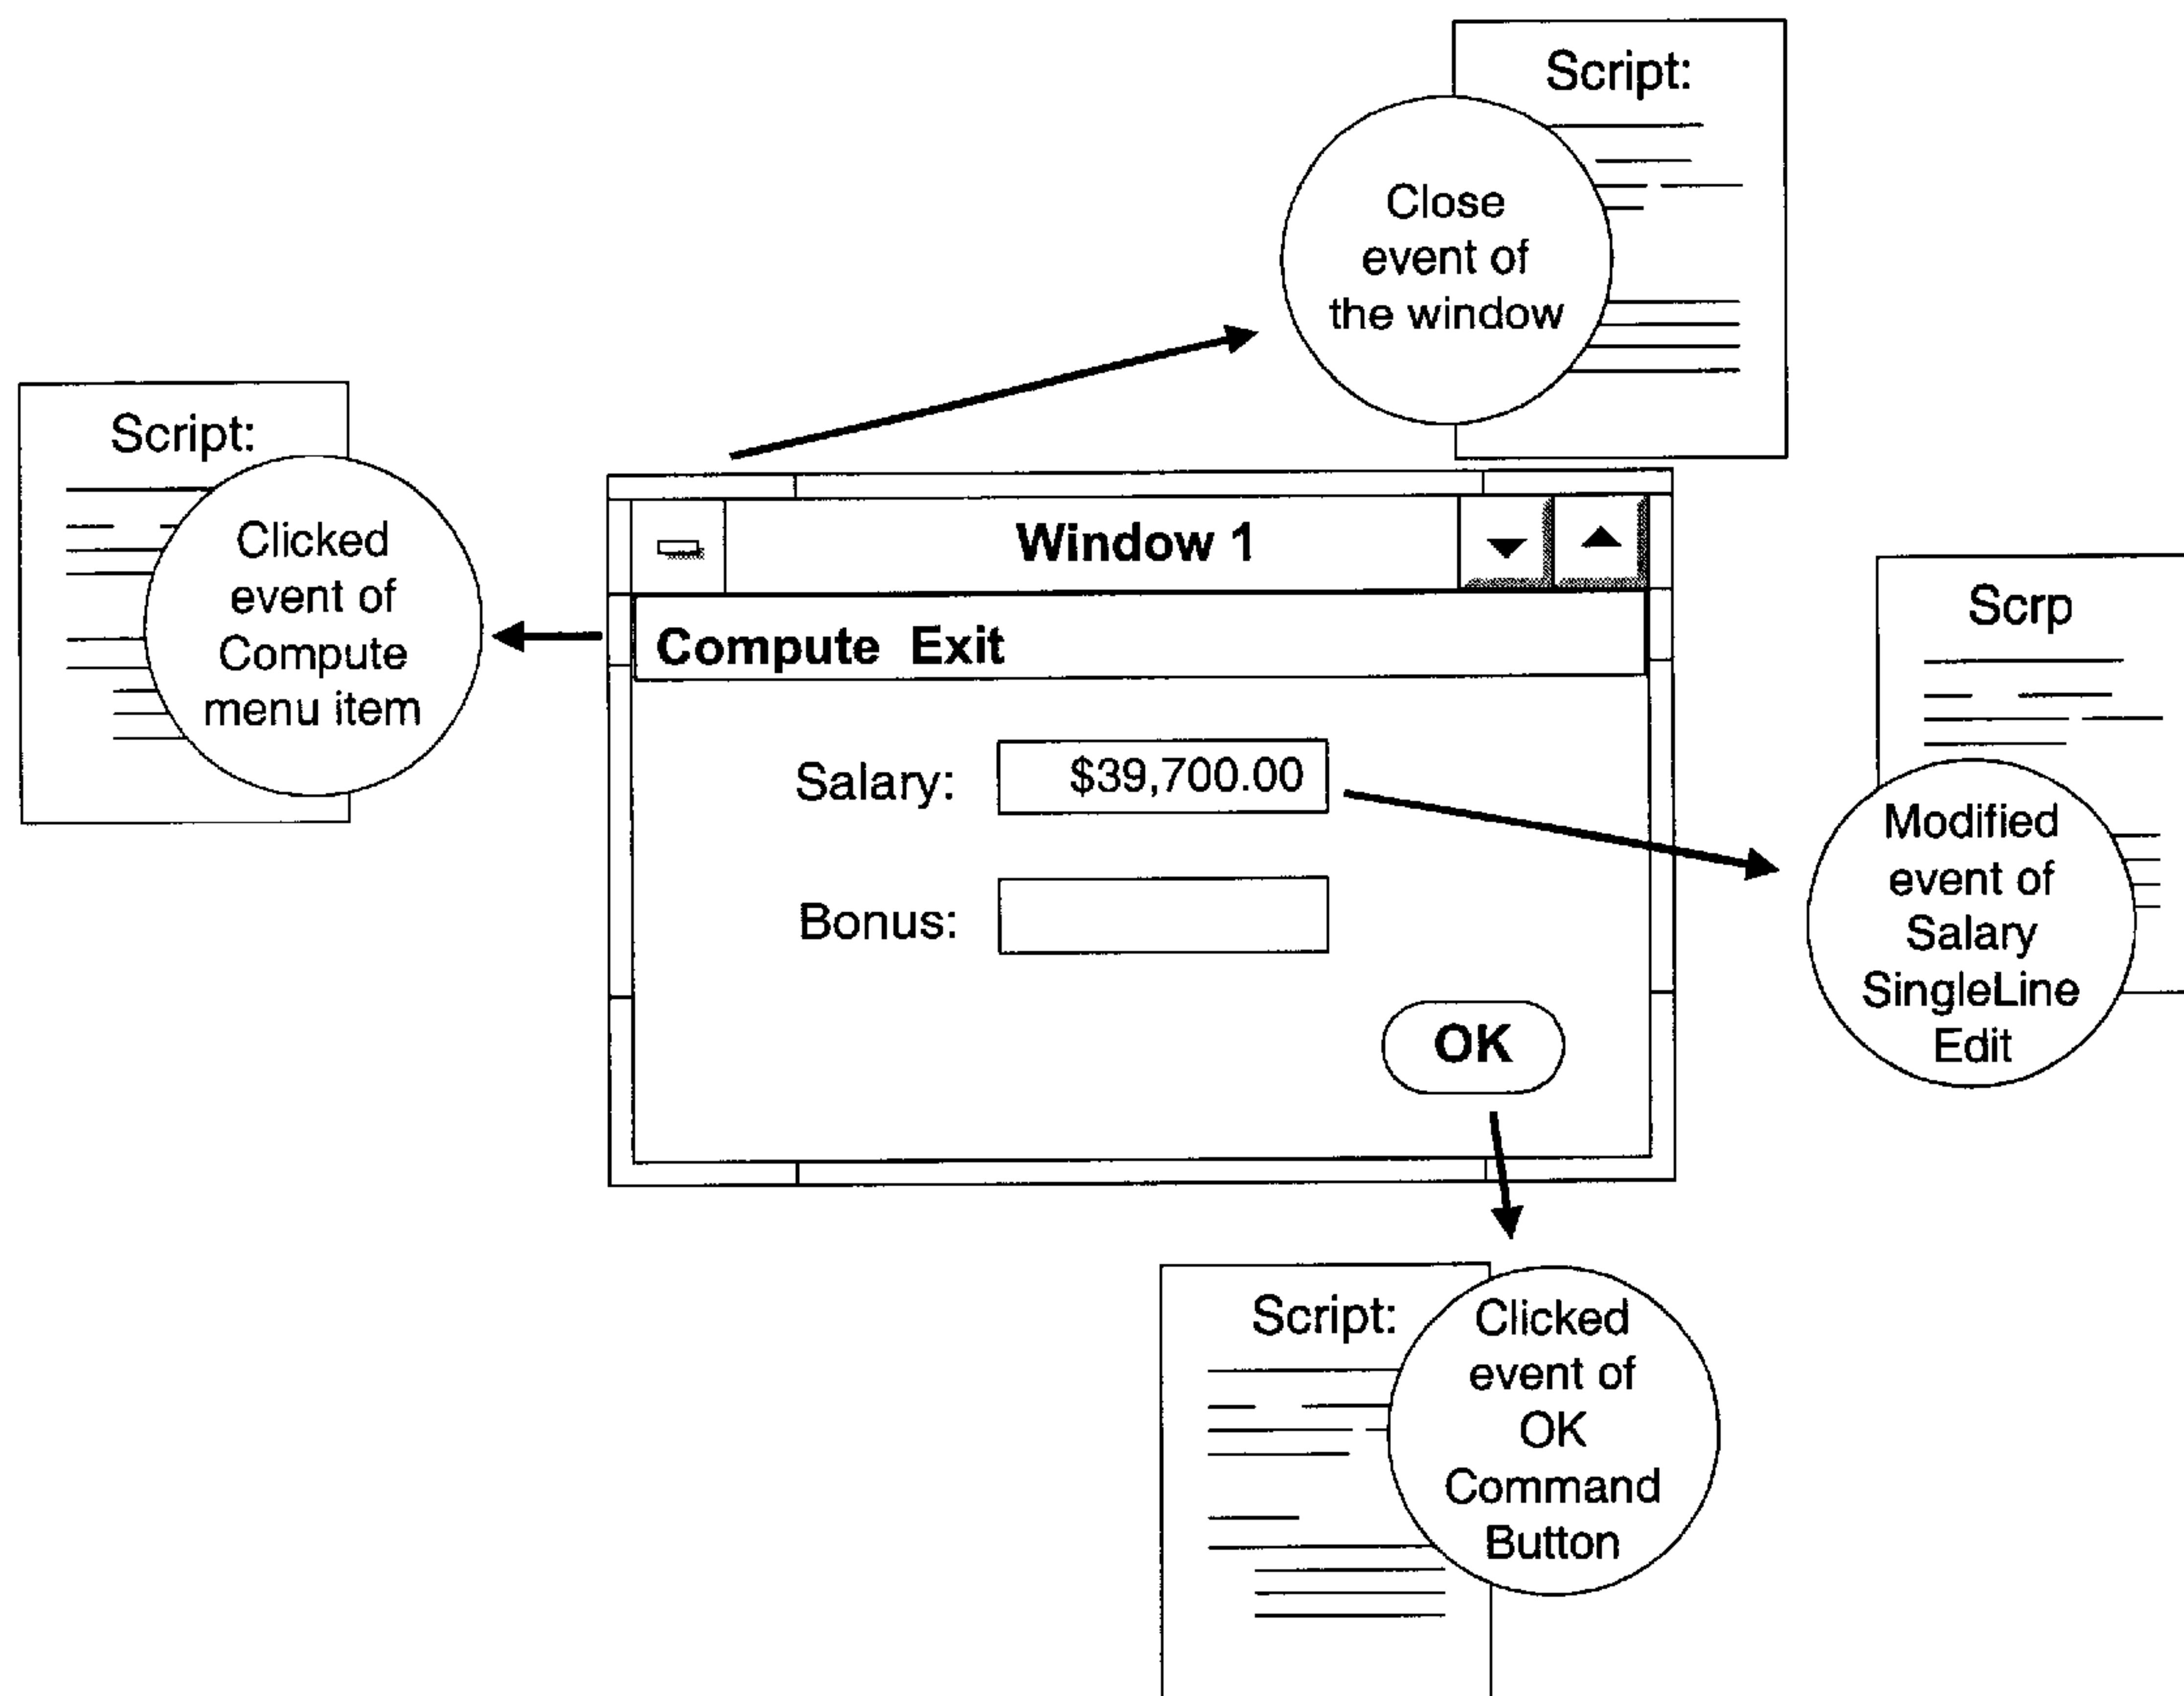 Script:
Close
event of
the window
Script:
Clicked
event of
Compute
menu item
Window 1
Compute Exit
Salary: $39,700.00
Bonus:
OK
Scrp
Modified
event of
Salary
SingleLine
Edit
Script:
Clicked
event of
OK
Command
Button